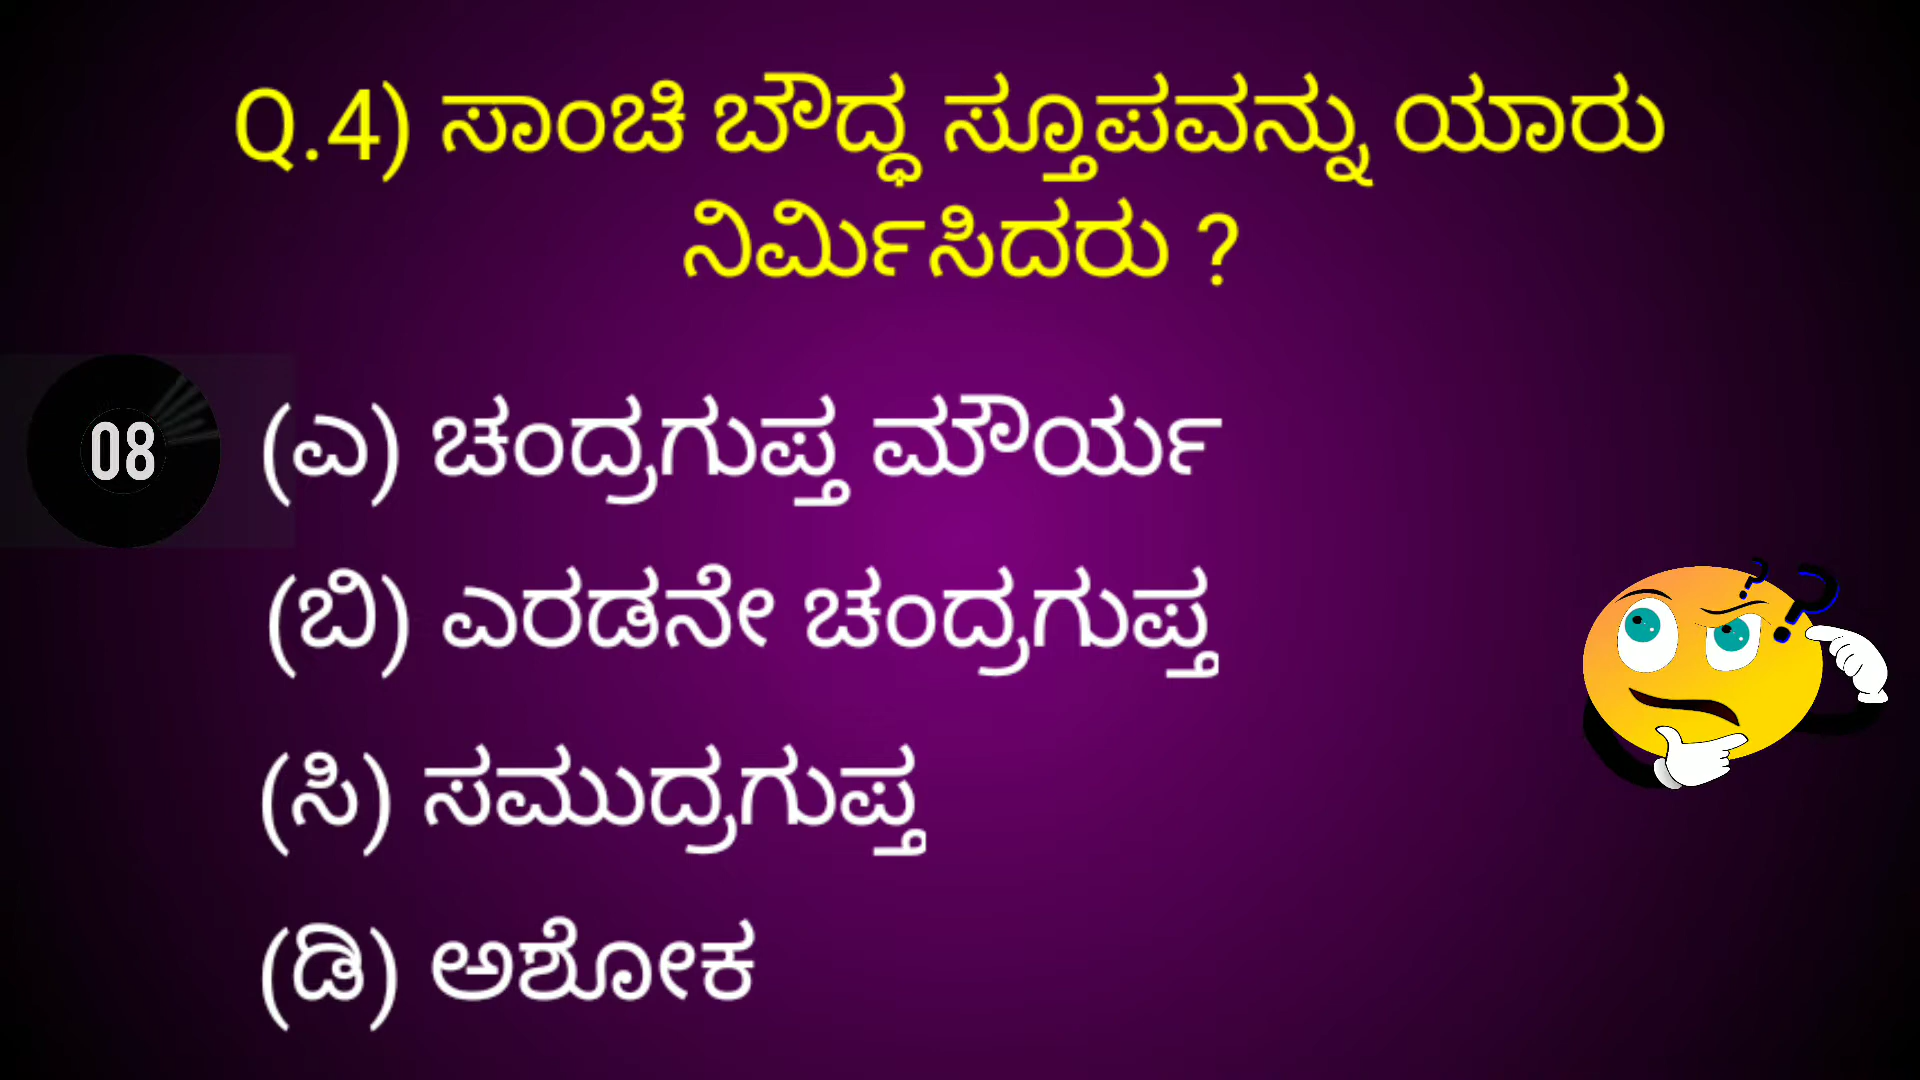 Q.4) ಸಾಂಚಿ ಬೌದ್ಧ ಸ್ತೂಪವನ್ನು ಯಾರು
ನಿರ್ಮಿಸಿದರು ?
08
(ಎ) ಚಂದ್ರಗುಪ್ತ ಮೌರ್ಯ
(ಬಿ) ಎರಡನೇ ಚಂದ್ರಗುಪ್ತ
(ಸಿ) ಸಮುದ್ರಗುಪ್ತ
(ಡಿ) ಅಶೋಕ